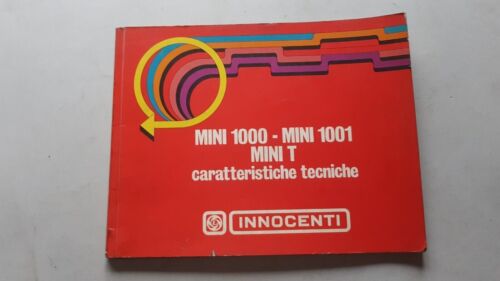 MINI 1000 - MINI 1001
MINI T
caratteristiche tecniche
INNOCENTI